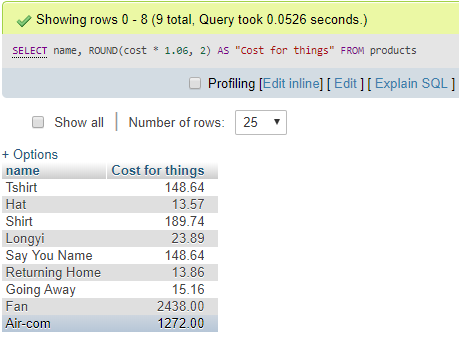 Showing rows 0 - 8 (9 total, Query took 0.0526 seconds.)
SELECT name, ROUND(cost * 1.06, 2) AS "Cost for things" FROM products
Profiling [Edit inline] [ Edit ] [ Explain SQL ]
Show all Number of rows: 25
+ Options
name Cost for things
Tshirt 148.64
Hat 13.57
Shirt 189.74
Longyi 23.89
Say You Name 148.64
Returning Home 13.86
Going Away 15.16
Fan 2438.00
Air-com 1272.00